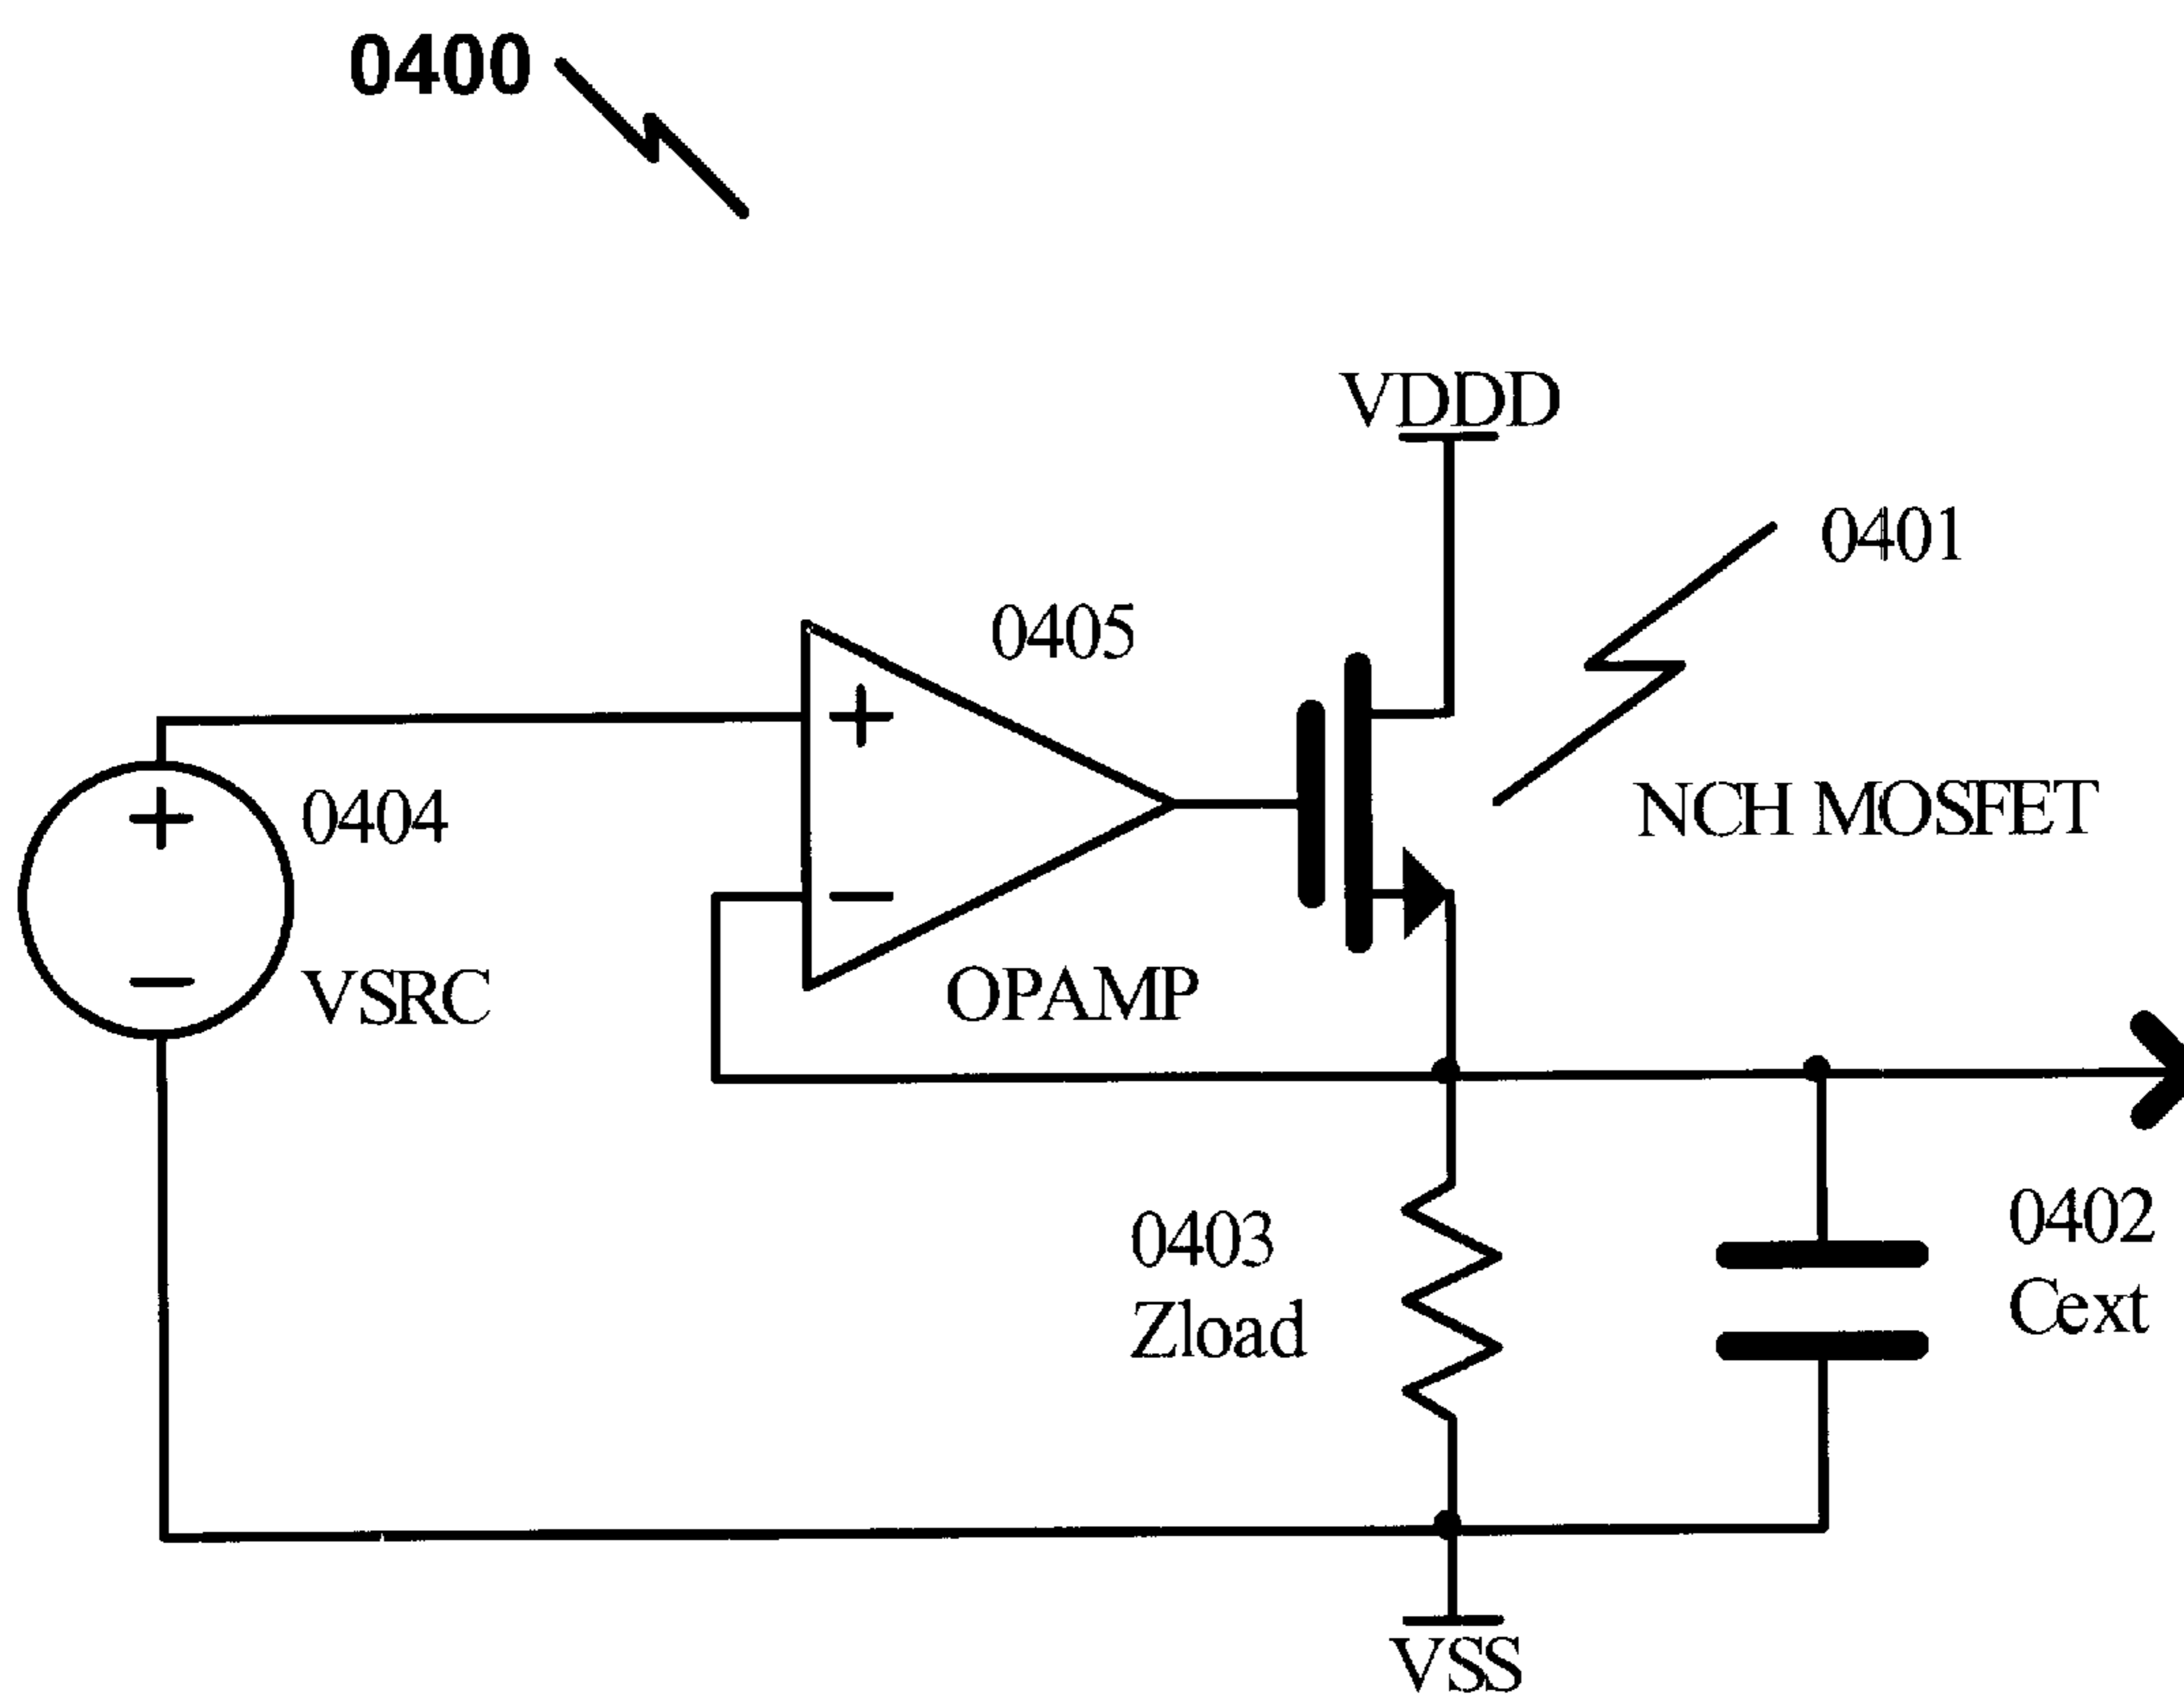 0400
VDDD
0401
0405
NCH MOSFET
0404
VSRC
OPAMP
0403
Zload
0402
Cext
VSS